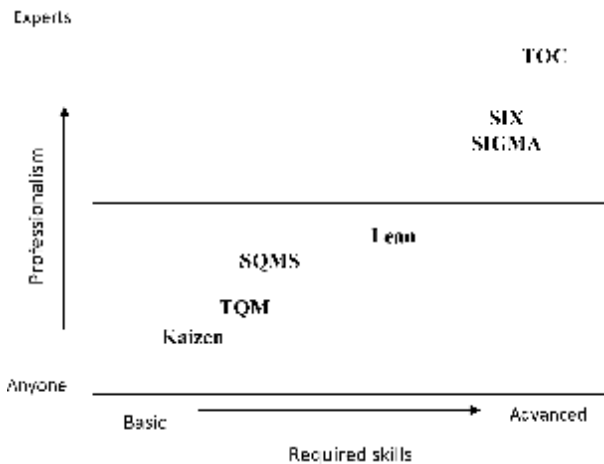 Experts
TOC
SIX
SIGMA
Professionalism
Lean
SQMS
TQM
Kaizen
Anyone
Basic
Advanced
Required skills